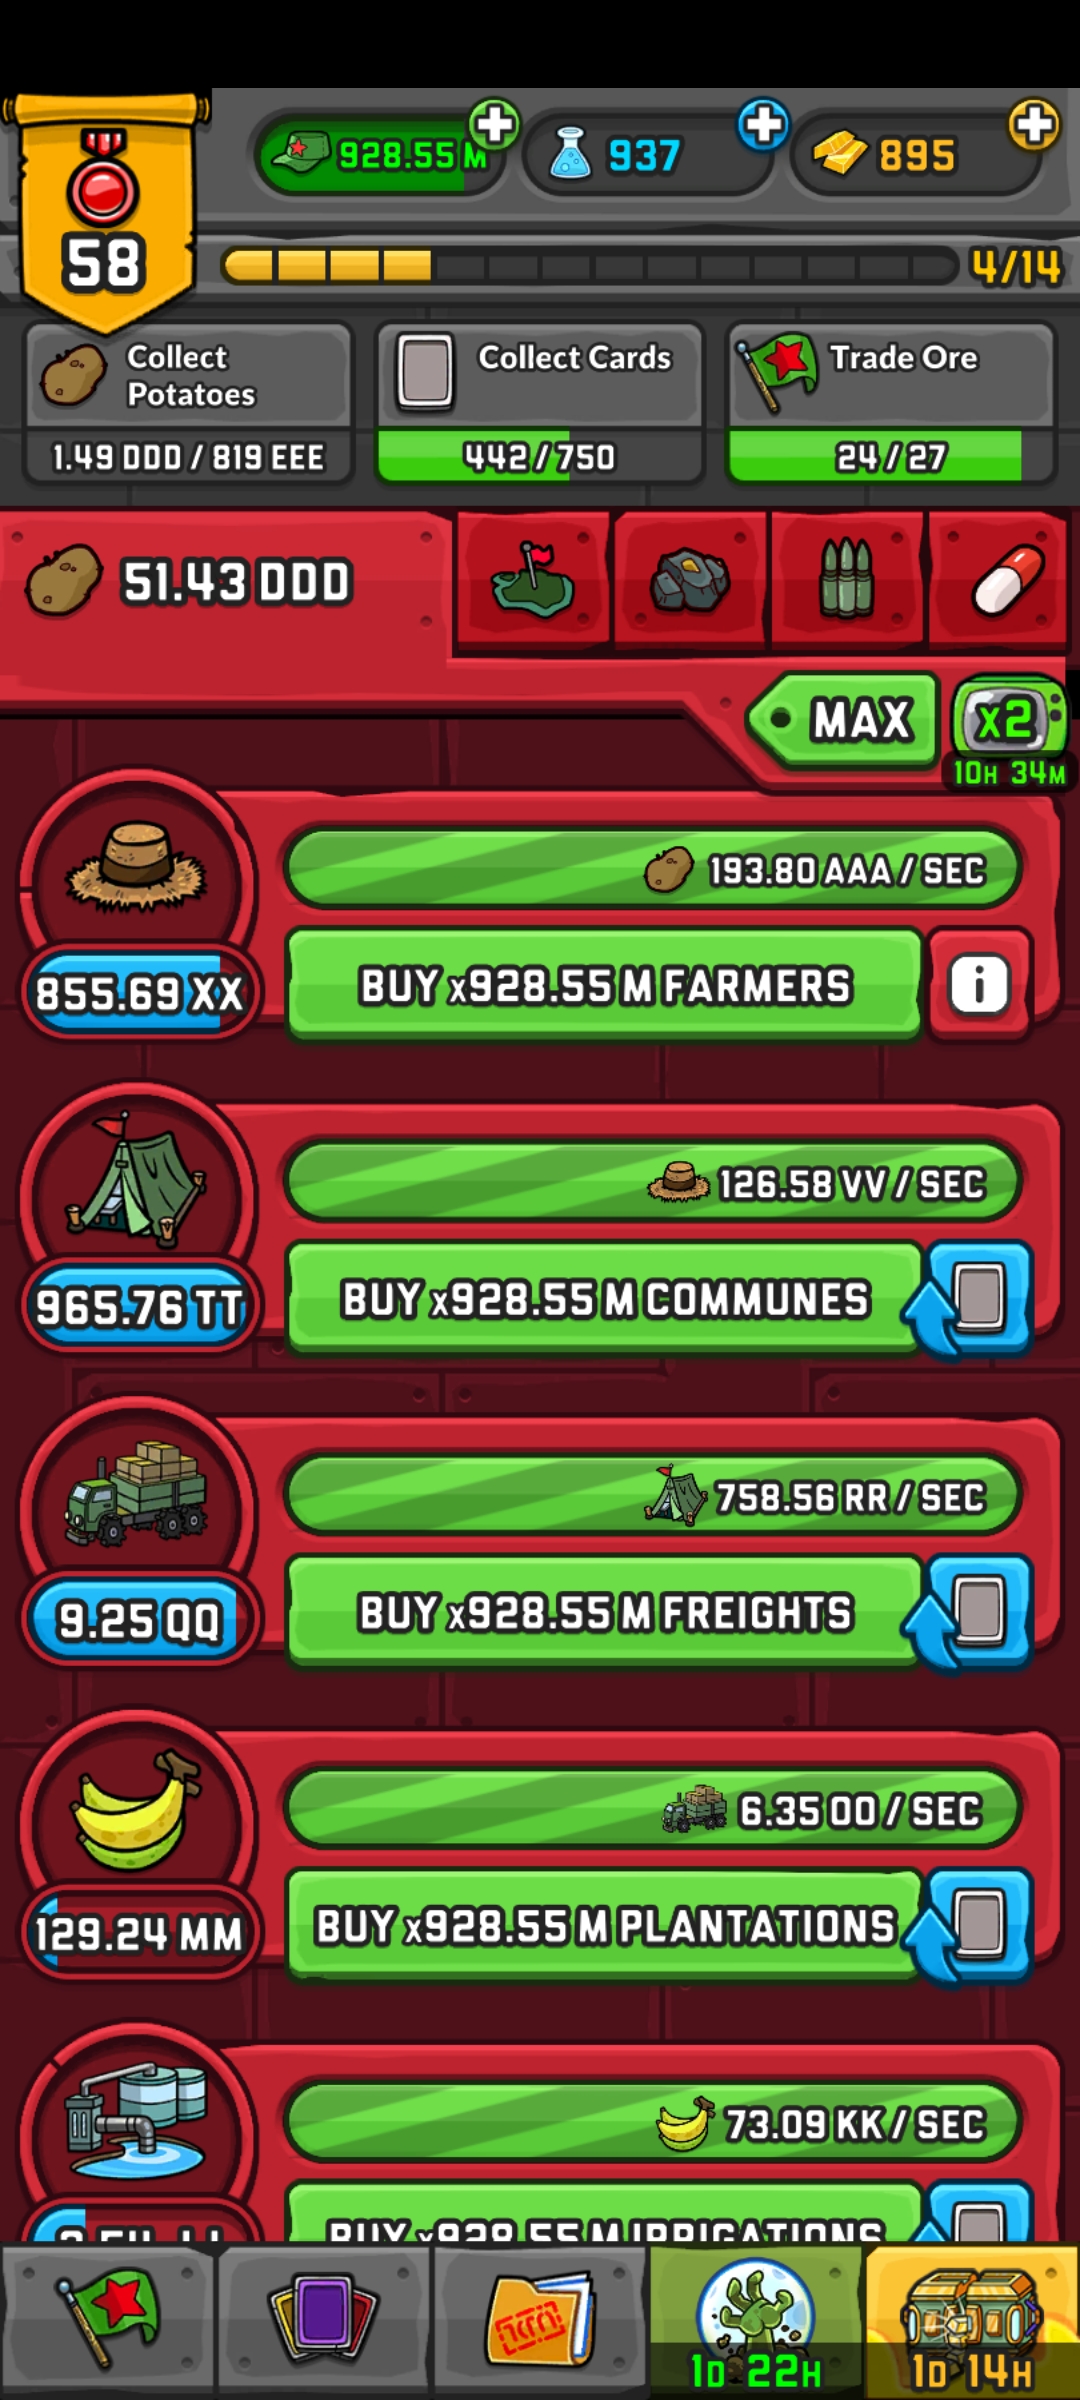 928.55 M
937
895
58
4/14
Collect
Potatoes
Collect Cards
Trade Ore
1.49 DDD / 819 EEE
442 / 750
24 / 27
51.43 DDD
MAX
x2
10H 34M
193.80 AAA / SEC
855.69 XX
BUY x928.55 M FARMERS
i
126.58 VV / SEC
965.76 TT
BUY x928.55 M COMMUNES
758.56 RR / SEC
9.25 QQ
BUY x928.55 M FREIGHTS
6.35 OO / SEC
129.24 MM
BUY x928.55 M PLANTATIONS
73.09 KK / SEC
BUY x928.55 M IRRIGATIONS
1D 22H
1D 14H